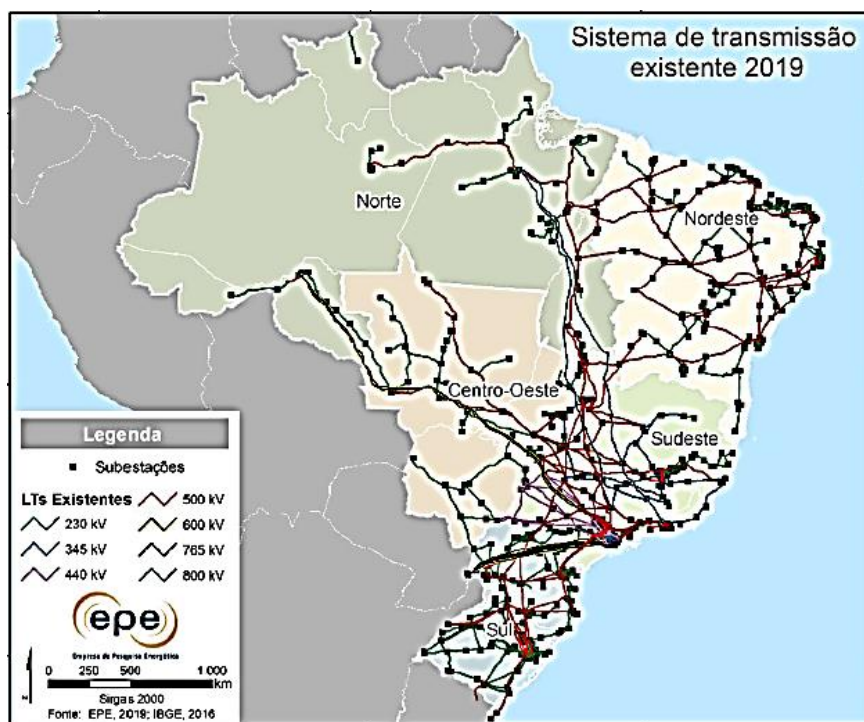 Sistema de transmissão
existente 2019
Norte
Nordeste
Centro-Oeste
Sudeste
Sul
Legenda
Subestações
LTs Existentes
230 kV
345 kV
440 kV
500 kV
600 kV
765 kV
800 kV
epe
Empresa de Pesquisa Energética
0 250 500 1 000
km
Sirgas 2000
Fonte: EPE, 2019; IBGE, 2016